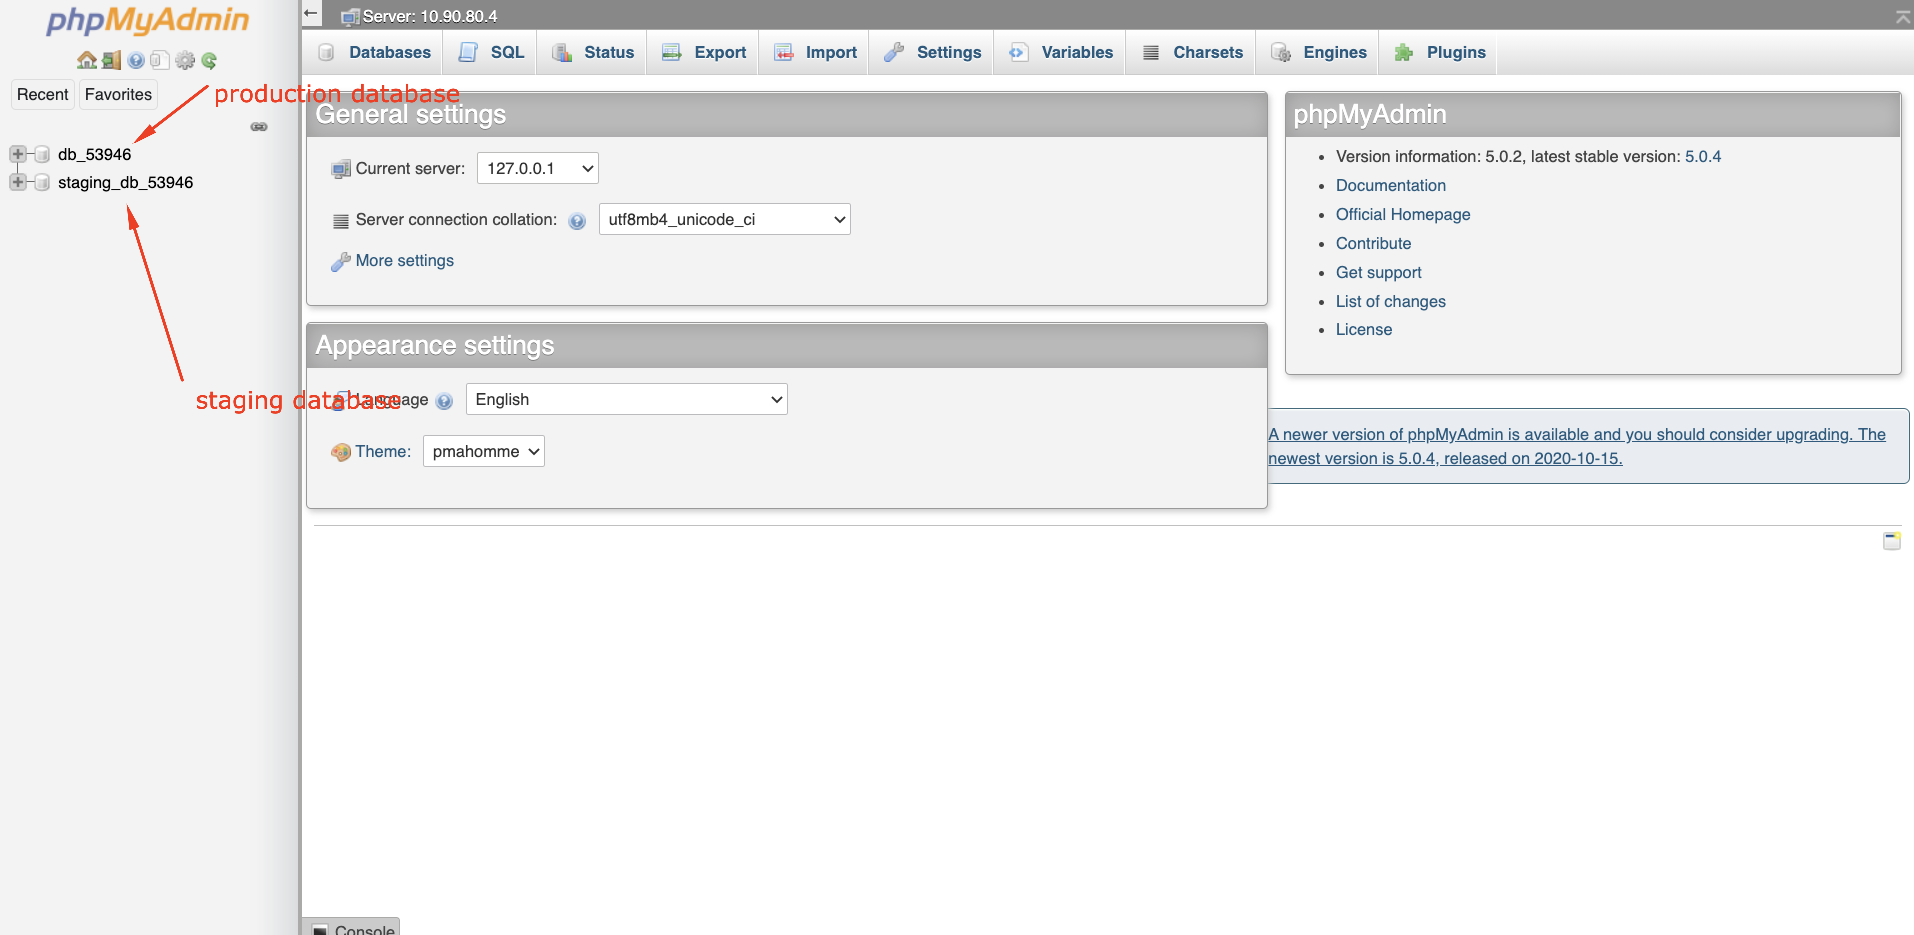 phpMyAdmin
Recent
Favorites
db_53946
staging_db_53946
production database
staging database
Server: 10.90.80.4
Databases
SQL
Status
Export
Import
Settings
Variables
Charsets
Engines
Plugins
General settings
Current server:
127.0.0.1
Server connection collation:
utf8mb4_unicode_ci
More settings
Appearance settings
Language
English
Theme:
pmahomme
phpMyAdmin
Version information: 5.0.2, latest stable version: 5.0.4
Documentation
Official Homepage
Contribute
Get support
List of changes
License
A newer version of phpMyAdmin is available and you should consider upgrading. The
newest version is 5.0.4, released on 2020-10-15.
Console